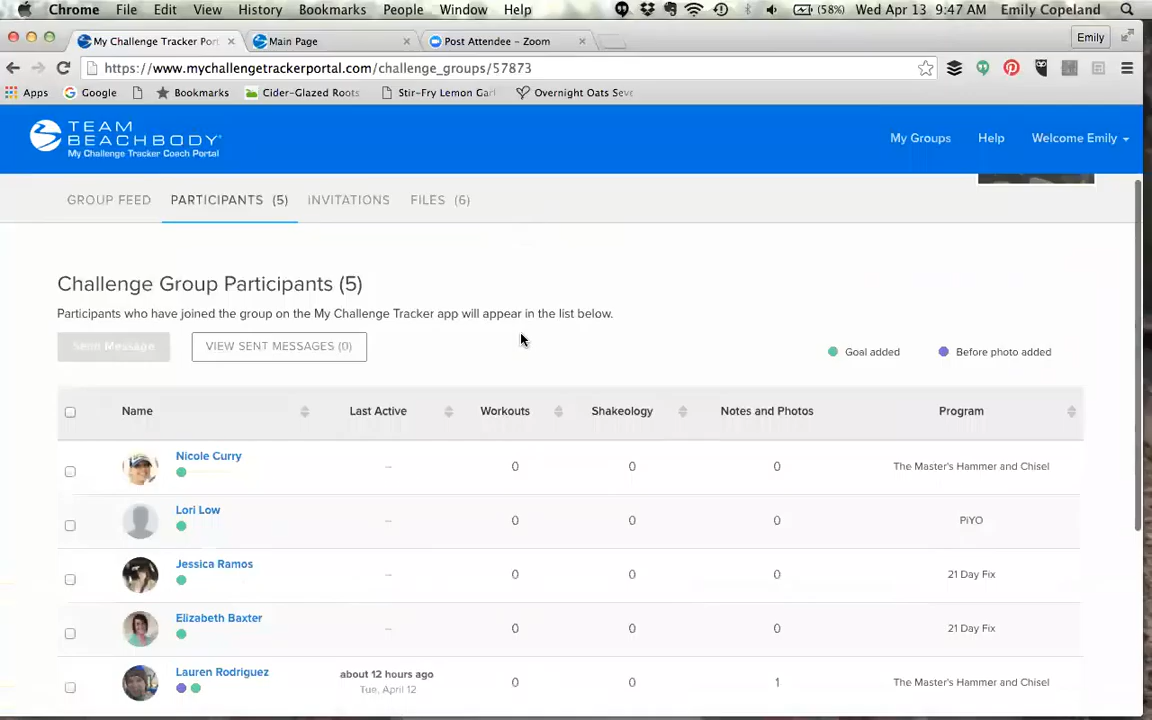 Chrome File Edit View History Bookmarks People Window Help (58%) Wed Apr 13 9:47 AM Emily Copeland
My Challenge Tracker Por Main Page Post Attendee – Zoom Emily
https://www.mychallengetrackerportal.com/challenge_groups/57873
Apps Google Bookmarks Cider-Glazed Roots Stir-Fry Lemon Garl Overnight Oats Seve
TEAM
BEACHBODY
My Challenge Tracker Coach Portal
My Groups Help Welcome Emily
GROUP FEED PARTICIPANTS (5) INVITATIONS FILES (6)
Challenge Group Participants (5)
Participants who have joined the group on the My Challenge Tracker app will appear in the list below.
Send Message VIEW SENT MESSAGES (0) Goal added Before photo added
Name Last Active Workouts Shakeology Notes and Photos Program
Nicole Curry -- 0 0 0 The Master's Hammer and Chisel
Lori Low -- 0 0 0 PiYO
Jessica Ramos -- 0 0 0 21 Day Fix
Elizabeth Baxter -- 0 0 0 21 Day Fix
Lauren Rodriguez about 12 hours ago 0 0 1 The Master's Hammer and Chisel
Tue, April 12